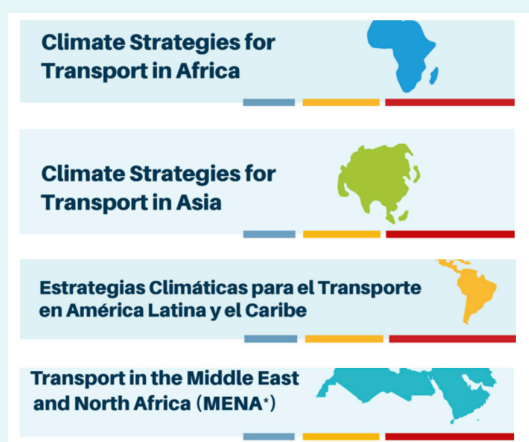 Climate Strategies for
Transport in Africa
Climate Strategies for
Transport in Asia
Estrategias Climáticas para el Transporte
en América Latina y el Caribe
Transport in the Middle East
and North Africa (MENA*)